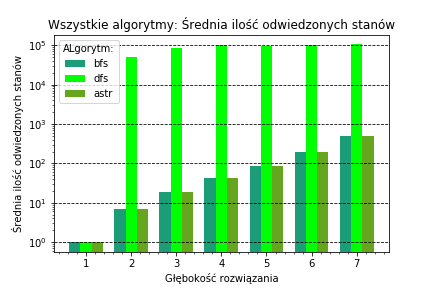 Wszystkie algorytmy: Średnia ilość odwiedzonych stanów
Średnia ilość odwiedzonych stanów
10⁵
10⁴
10³
10²
10¹
10⁰
ALgorytm:
bfs
dfs
astr
1 2 3 4 5 6 7
Głębokość rozwiązania